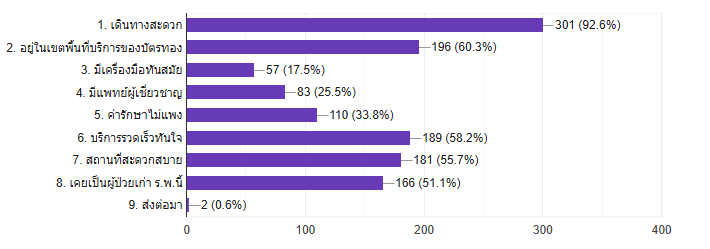 1. เดินทางสะดวก 301 (92.6%)
2. อยู่ในเขตพื้นที่บริการของบัตรทอง 196 (60.3%)
3. มีเครื่องมือทันสมัย 57 (17.5%)
4. มีแพทย์ผู้เชี่ยวชาญ 83 (25.5%)
5. ค่ารักษาไม่แพง 110 (33.8%)
6. บริการรวดเร็วทันใจ 189 (58.2%)
7. สถานที่สะดวกสบาย 181 (55.7%)
8. เคยเป็นผู้ป่วยเก่า ร.พ.นี้ 166 (51.1%)
9. ส่งต่อมา 2 (0.6%)
0 100 200 300 400